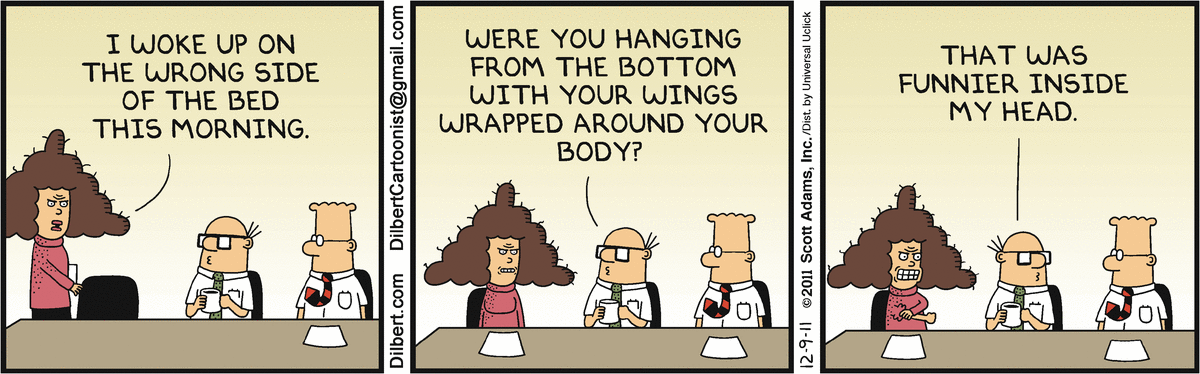 I WOKE UP ON
THE WRONG SIDE
OF THE BED
THIS MORNING.
Dilbert.com DilbertCartoonist@gmail.com
WERE YOU HANGING
FROM THE BOTTOM
WITH YOUR WINGS
WRAPPED AROUND YOUR
BODY?
12-9-11 ©2011 Scott Adams, Inc./Dist. by Universal Uclick
THAT WAS
FUNNIER INSIDE
MY HEAD.